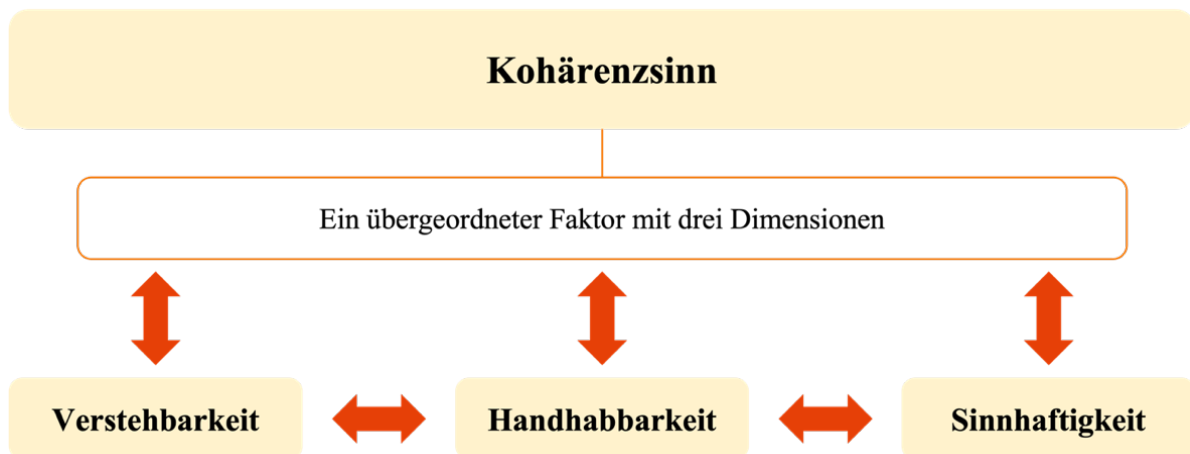 Kohärenzsinn
Ein übergeordneter Faktor mit drei Dimensionen
Verstehbarkeit
Handhabbarkeit
Sinnhaftigkeit